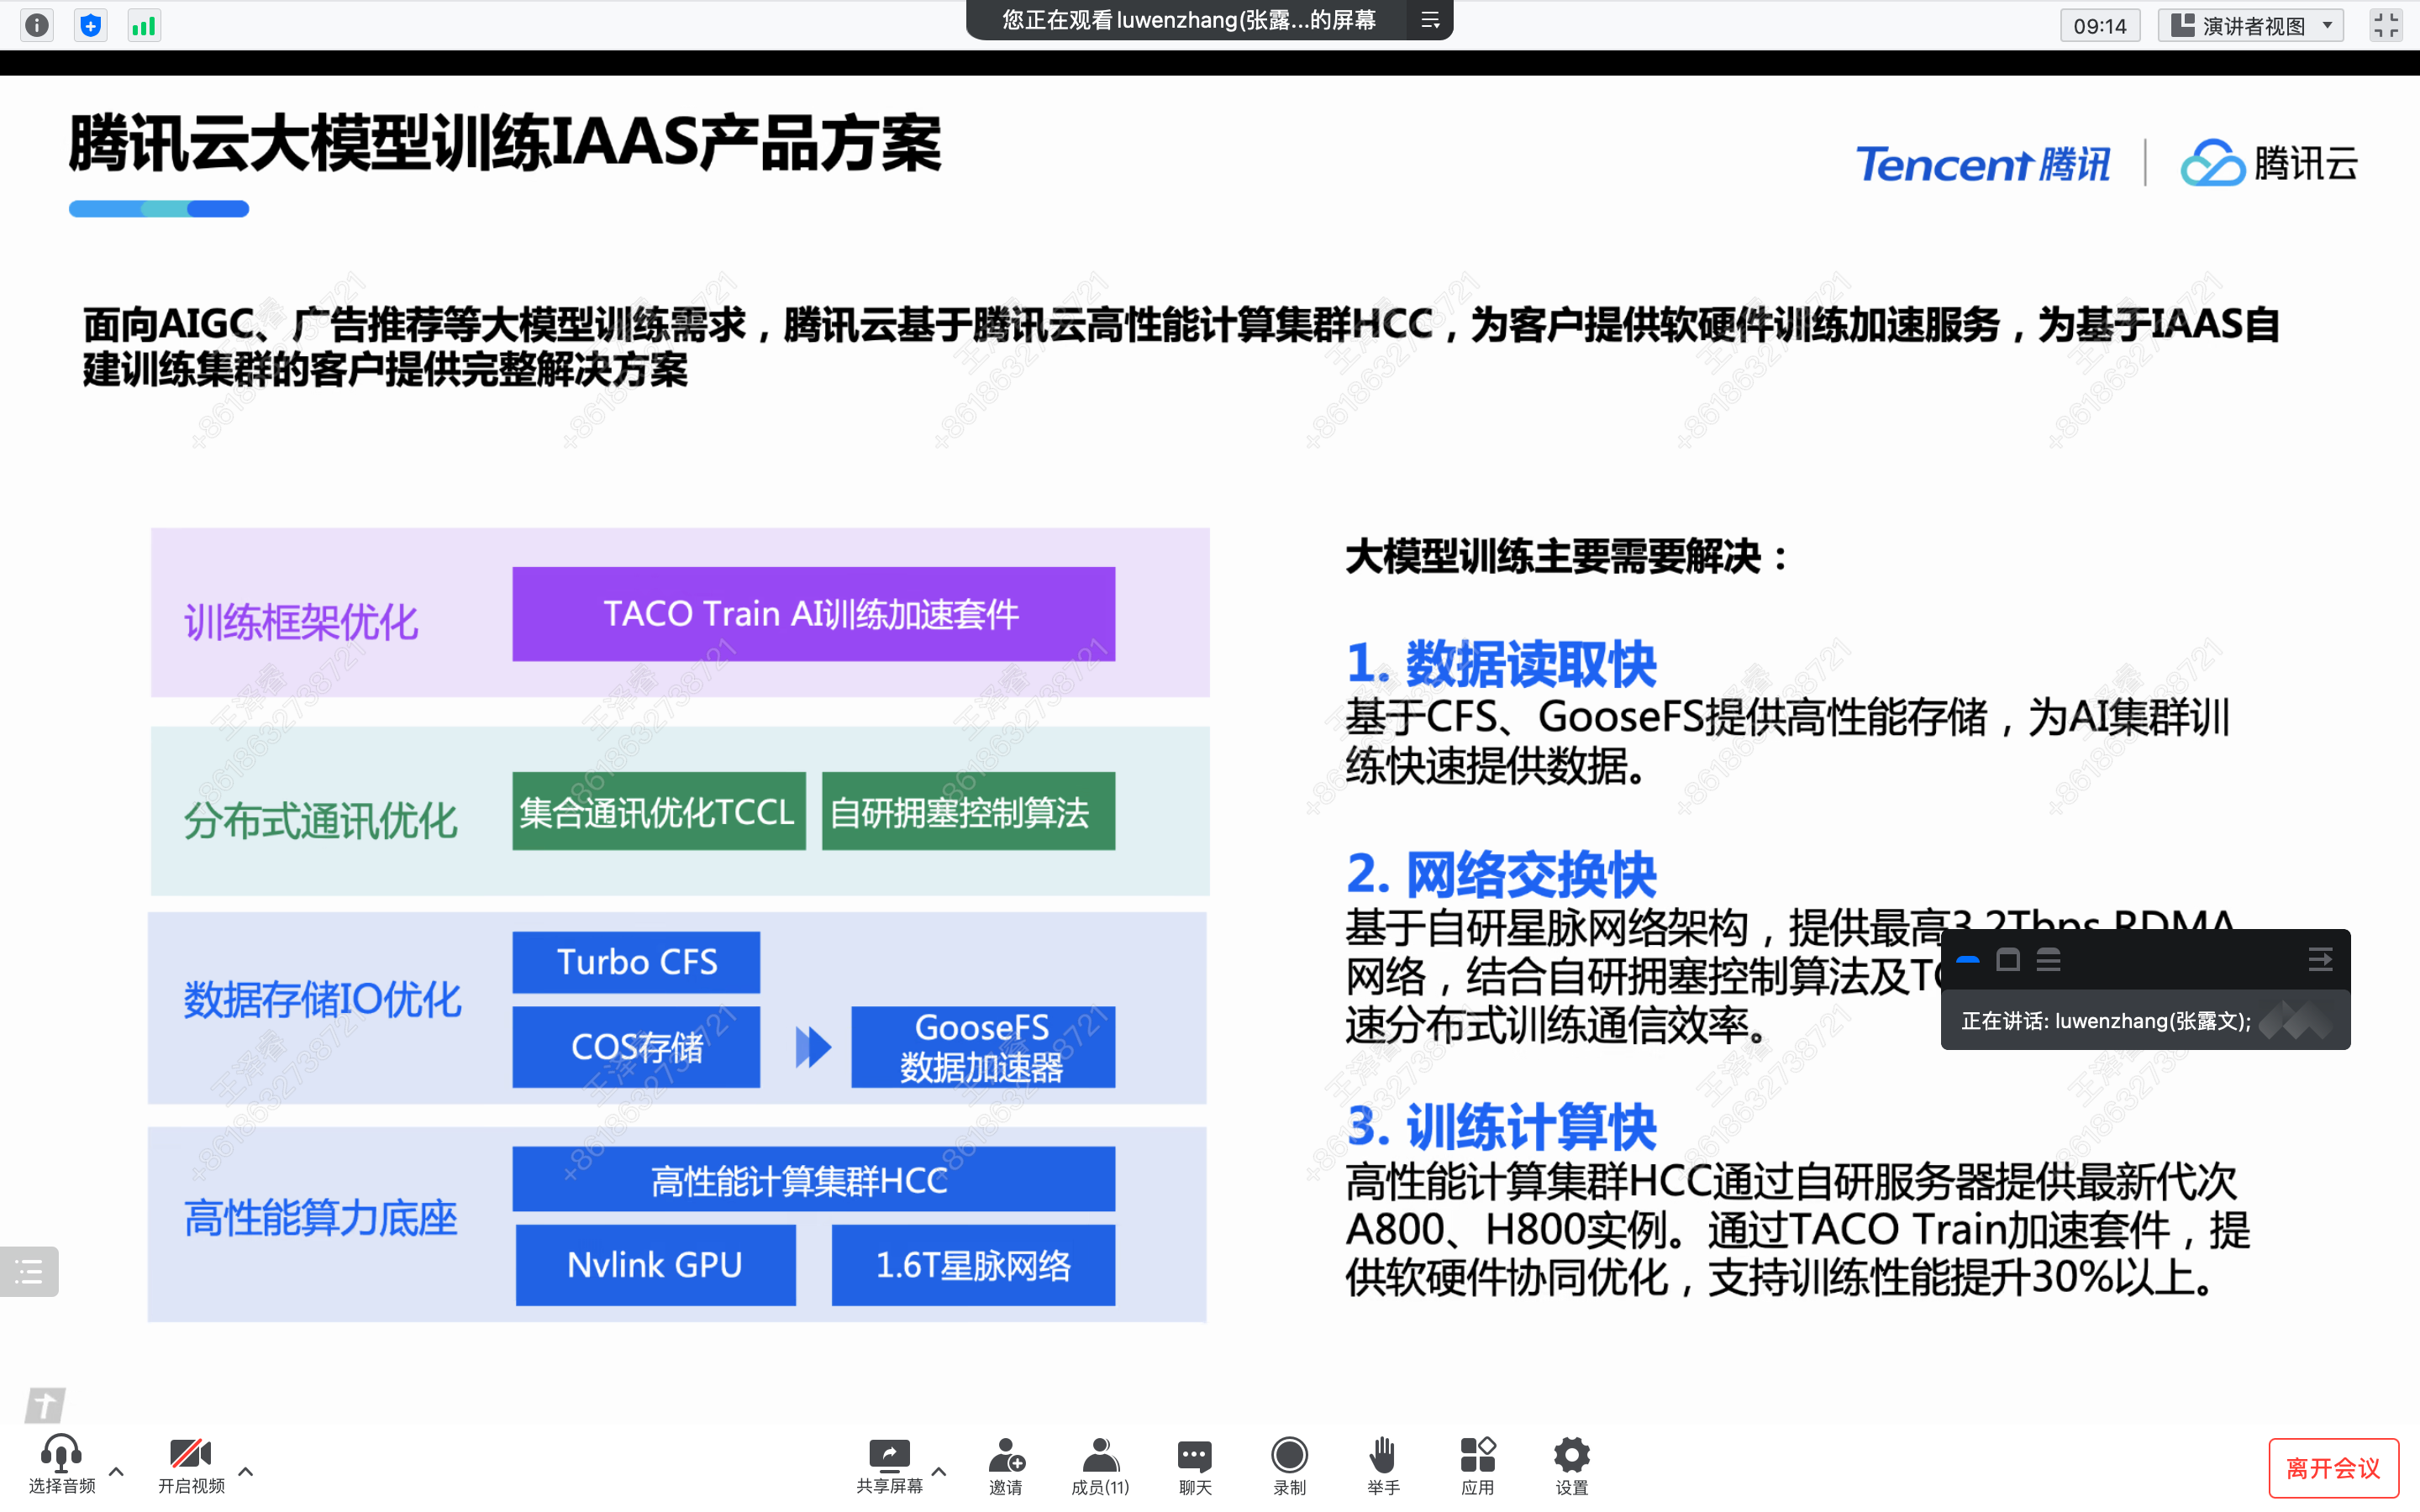 您正在观看luwenzhang(张露...的屏幕
09:14
演讲者视图
腾讯云大模型训练IAAS产品方案
Tencent 腾讯
腾讯云
面向AIGC、广告推荐等大模型训练需求，腾讯云基于腾讯云高性能计算集群HCC，为客户提供软硬件训练加速服务，为基于IAAS自
建训练集群的客户提供完整解决方案
训练框架优化
TACO Train AI训练加速套件
分布式通讯优化
集合通讯优化TCCL
自研拥塞控制算法
数据存储IO优化
Turbo CFS
COS存储
GooseFS
数据加速器
高性能算力底座
高性能计算集群HCC
Nvlink GPU
1.6T星脉网络
大模型训练主要需要解决：
1. 数据读取快
基于CFS、GooseFS提供高性能存储，为AI集群训
练快速提供数据。
2. 网络交换快
基于自研星脉网络架构，提供最高3.2Tbps RDMA
网络，结合自研拥塞控制算法及TC
速分布式训练通信效率。
3. 训练计算快
高性能计算集群HCC通过自研服务器提供最新代次
A800、H800实例。通过TACO Train加速套件，提
供软硬件协同优化，支持训练性能提升30%以上。
正在讲话: luwenzhang(张露文);
王泽睿
+8618632738721
选择音频
开启视频
共享屏幕
邀请
成员(11)
聊天
录制
举手
应用
设置
离开会议